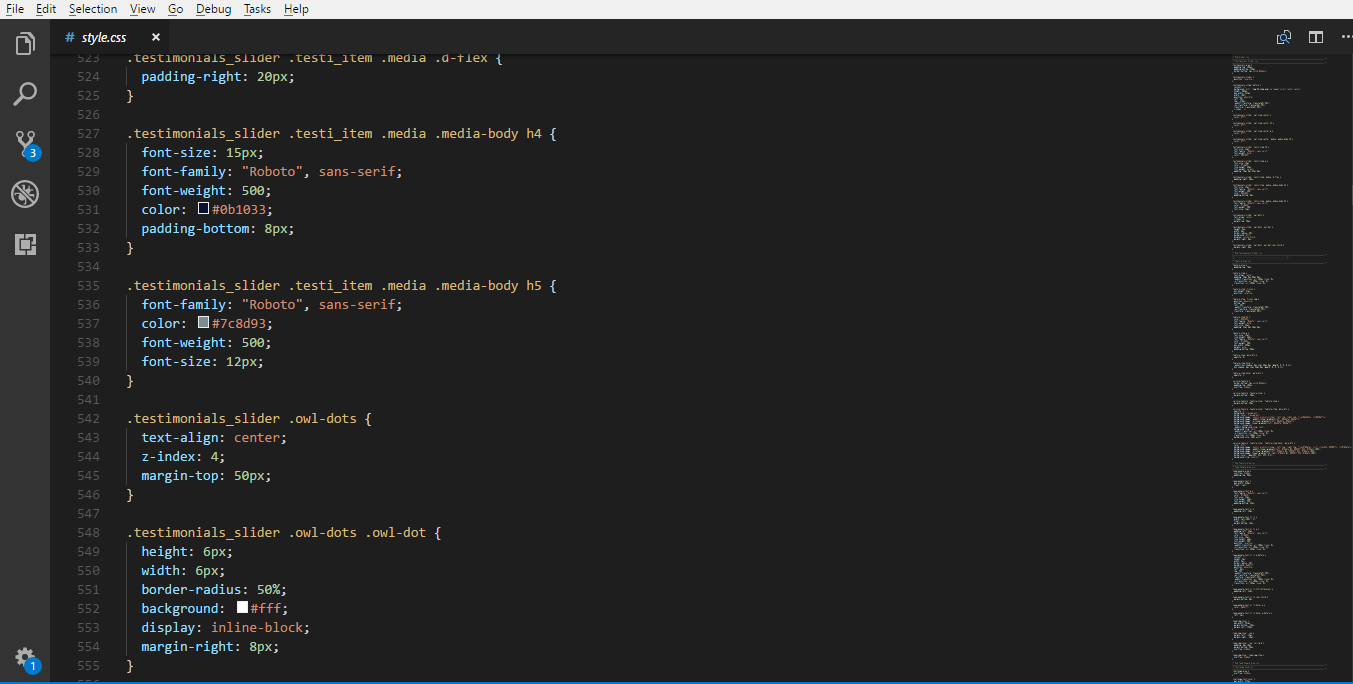 File Edit Selection View Go Debug Tasks Help
# style.css ×
523 .testimonials_slider .testi_item .media .d-flex {
524 padding-right: 20px;
525 }
526
527 .testimonials_slider .testi_item .media .media-body h4 {
528 font-size: 15px;
529 font-family: "Roboto", sans-serif;
530 font-weight: 500;
531 color: #0b1033;
532 padding-bottom: 8px;
533 }
534
535 .testimonials_slider .testi_item .media .media-body h5 {
536 font-family: "Roboto", sans-serif;
537 color: #7c8d93;
538 font-weight: 500;
539 font-size: 12px;
540 }
541
542 .testimonials_slider .owl-dots {
543 text-align: center;
544 z-index: 4;
545 margin-top: 50px;
546 }
547
548 .testimonials_slider .owl-dots .owl-dot {
549 height: 6px;
550 width: 6px;
551 border-radius: 50%;
552 background: #fff;
553 display: inline-block;
554 margin-right: 8px;
555 }
3
1